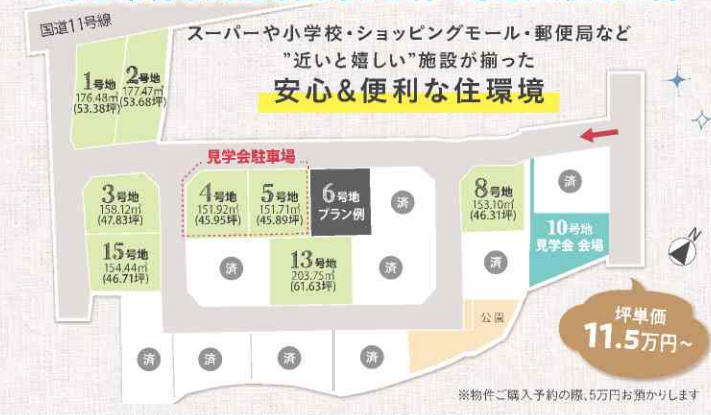 国道11号線
スーパーや小学校・ショッピングモール・郵便局など
"近いと嬉しい"施設が揃った
安心&便利な住環境
1号地
176.48㎡
(53.38坪)
2号地
177.47㎡
(53.68坪)
見学会駐車場
3号地
158.12㎡
(47.83坪)
4号地
151.92㎡
(45.95坪)
5号地
151.71㎡
(45.89坪)
6号地
プラン例
済
8号地
153.10㎡
(46.31坪)
済
10号地
見学会 会場
15号地
154.44㎡
(46.71坪)
済
13号地
203.75㎡
(61.63坪)
済
済
公園
済
済
済
済
N
坪単価
11.5万円~
※物件ご購入予約の際、5万円お預かりします